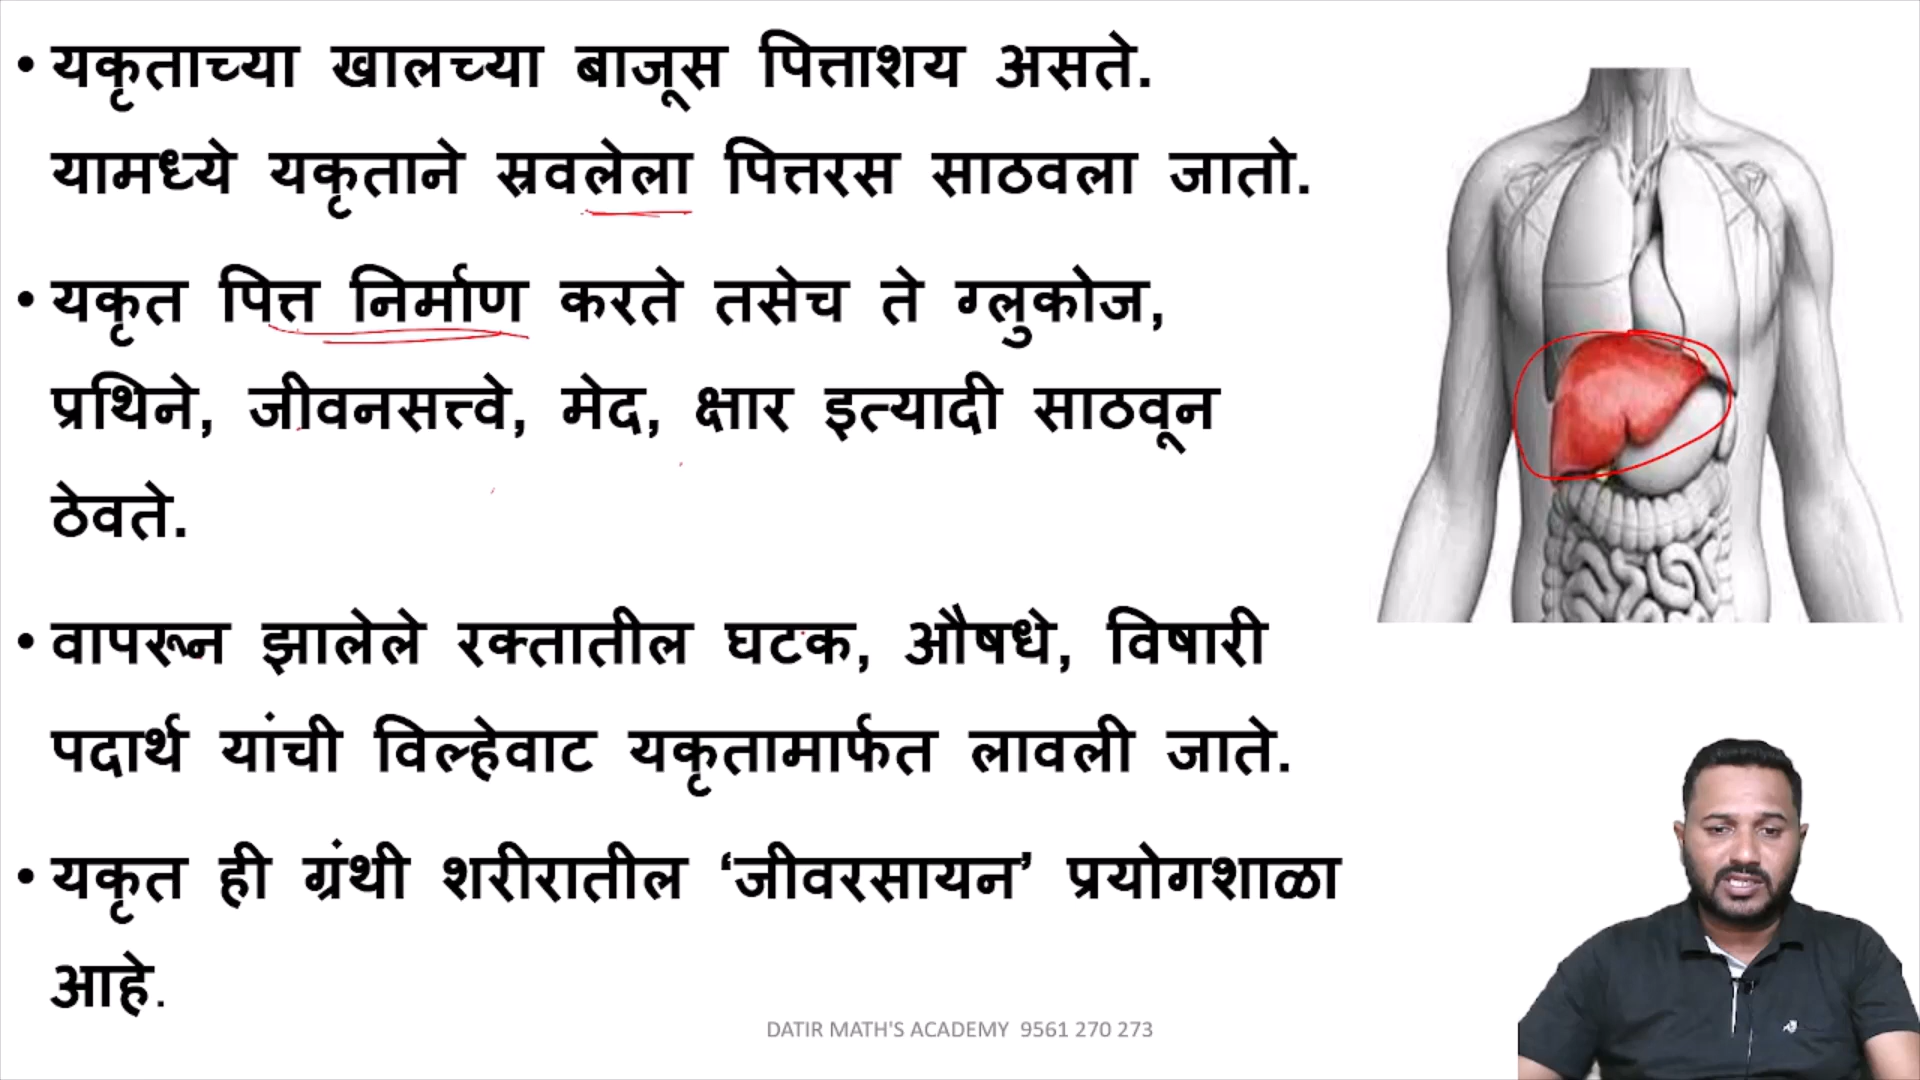 • यकृताच्या खालच्या बाजूस पित्ताशय असते.
यामध्ये यकृताने स्रवलेला पित्तरस साठवला जातो.
• यकृत पित्त निर्माण करते तसेच ते ग्लुकोज,
प्रथिने, जीवनसत्त्वे, मेद, क्षार इत्यादी साठवून
ठेवते.
• वापरून झालेले रक्तातील घटक, औषधे, विषारी
पदार्थ यांची विल्हेवाट यकृतामार्फत लावली जाते.
• यकृत ही ग्रंथी शरीरातील ‘जीवरसायन’ प्रयोगशाळा
आहे.
DATIR MATH'S ACADEMY 9561 270 273